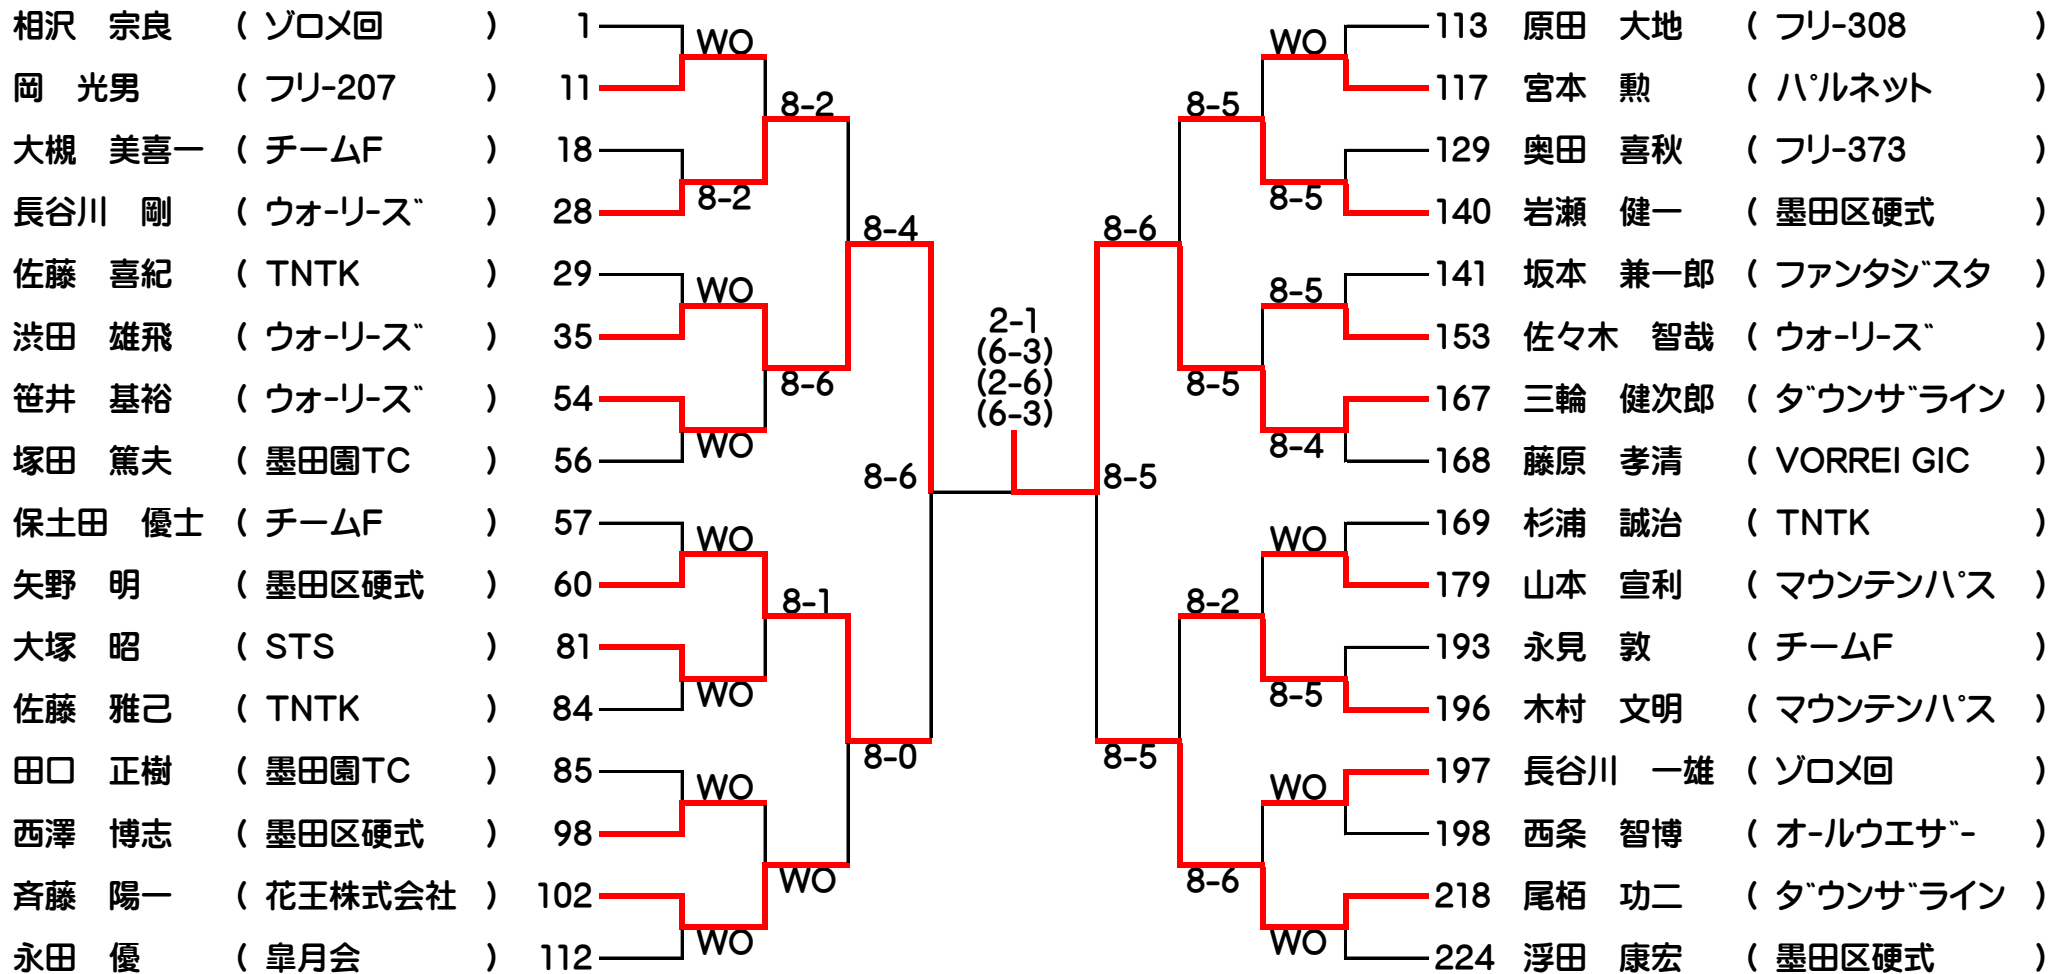 相沢　宗良 ( ゾロメ回 ) 1
岡　光男 ( フリ-207 ) 11
大槻　美喜一 ( チームF ) 18
長谷川　剛 ( ウォーリーズ ) 28
佐藤　喜紀 ( TNTK ) 29
渋田　雄飛 ( ウォーリーズ ) 35
笹井　基裕 ( ウォーリーズ ) 54
塚田　篤夫 ( 墨田園TC ) 56
保土田　優士 ( チームF ) 57
矢野　明 ( 墨田区硬式 ) 60
大塚　昭 ( STS ) 81
佐藤　雅己 ( TNTK ) 84
田口　正樹 ( 墨田園TC ) 85
西澤　博志 ( 墨田区硬式 ) 98
斉藤　陽一 ( 花王株式会社 ) 102
永田　優 ( 皐月会 ) 112
WO
8-2
WO
WO
WO
WO
WO
WO
8-2
8-6
8-1
WO
8-4
8-0
8-6
2-1
(6-3)
(2-6)
(6-3)
8-5
8-6
8-5
8-5
8-5
8-2
8-6
WO
8-5
8-5
8-4
WO
8-5
WO
WO
113 原田　大地 ( フリ-308 )
117 宮本　勲 ( パルネット )
129 奥田　喜秋 ( フリ-373 )
140 岩瀬　健一 ( 墨田区硬式 )
141 坂本　兼一郎 ( ファンタジスタ )
153 佐々木　智哉 ( ウォーリーズ )
167 三輪　健次郎 ( ダウンザライン )
168 藤原　孝清 ( VORREI GIC )
169 杉浦　誠治 ( TNTK )
179 山本　宣利 ( マウンテンパス )
193 永見　敦 ( チームF )
196 木村　文明 ( マウンテンパス )
197 長谷川　一雄 ( ゾロメ回 )
198 西条　智博 ( オールウエザー )
218 尾栢　功二 ( ダウンザライン )
224 浮田　康宏 ( 墨田区硬式 )